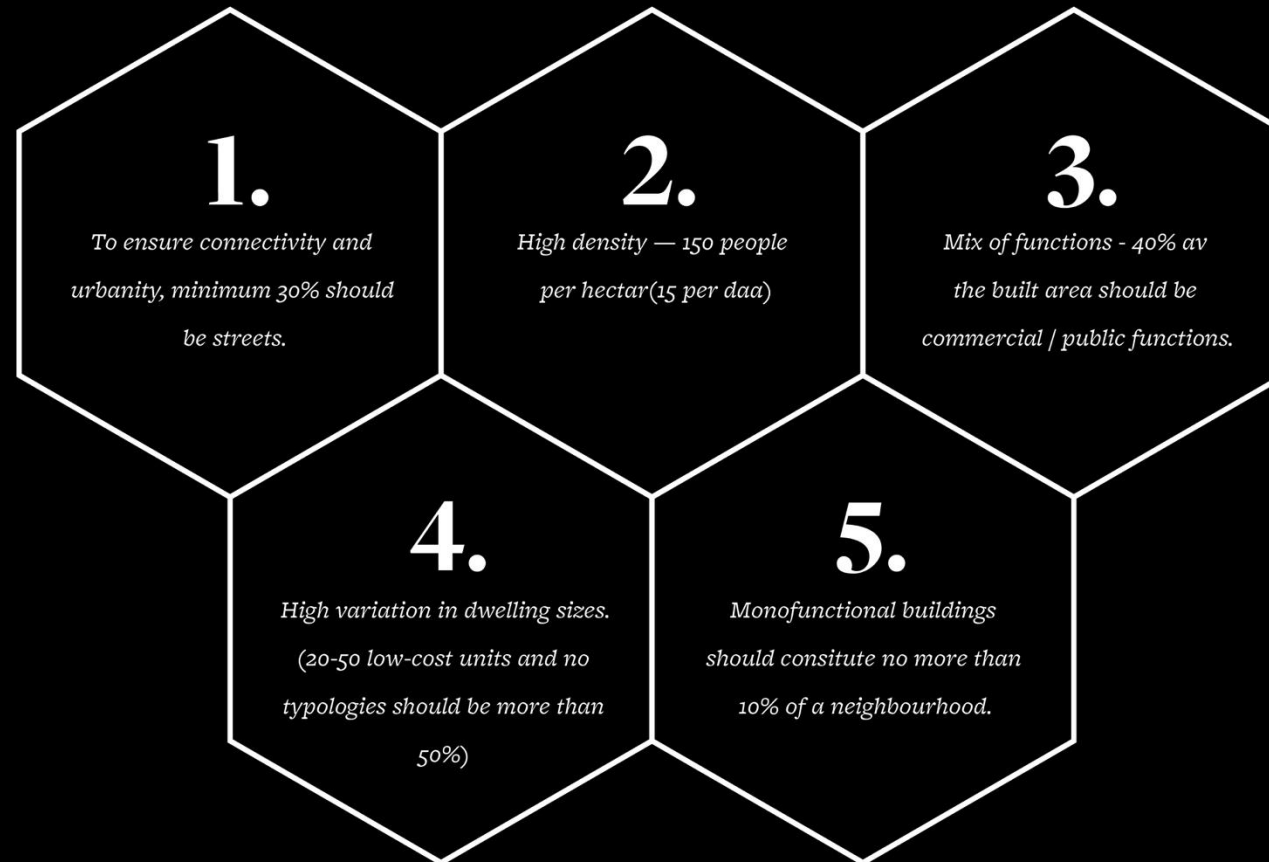 1.
To ensure connectivity and
urbanity, minimum 30% should
be streets.
2.
High density — 150 people
per hectar(15 per daa)
3.
Mix of functions - 40% av
the built area should be
commercial / public functions.
4.
High variation in dwelling sizes.
(20-50 low-cost units and no
typologies should be more than
50%)
5.
Monofunctional buildings
should consitute no more than
10% of a neighbourhood.